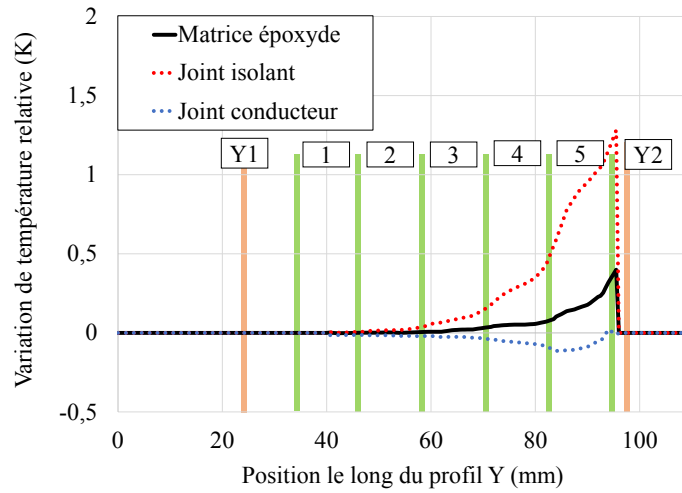 Variation de température relative (K)
2
1,5
1
0,5
0
-0,5
Matrice époxyde
Joint isolant
Joint conducteur
Y1 1 2 3 4 5 Y2
0 20 40 60 80 100
Position le long du profil Y (mm)